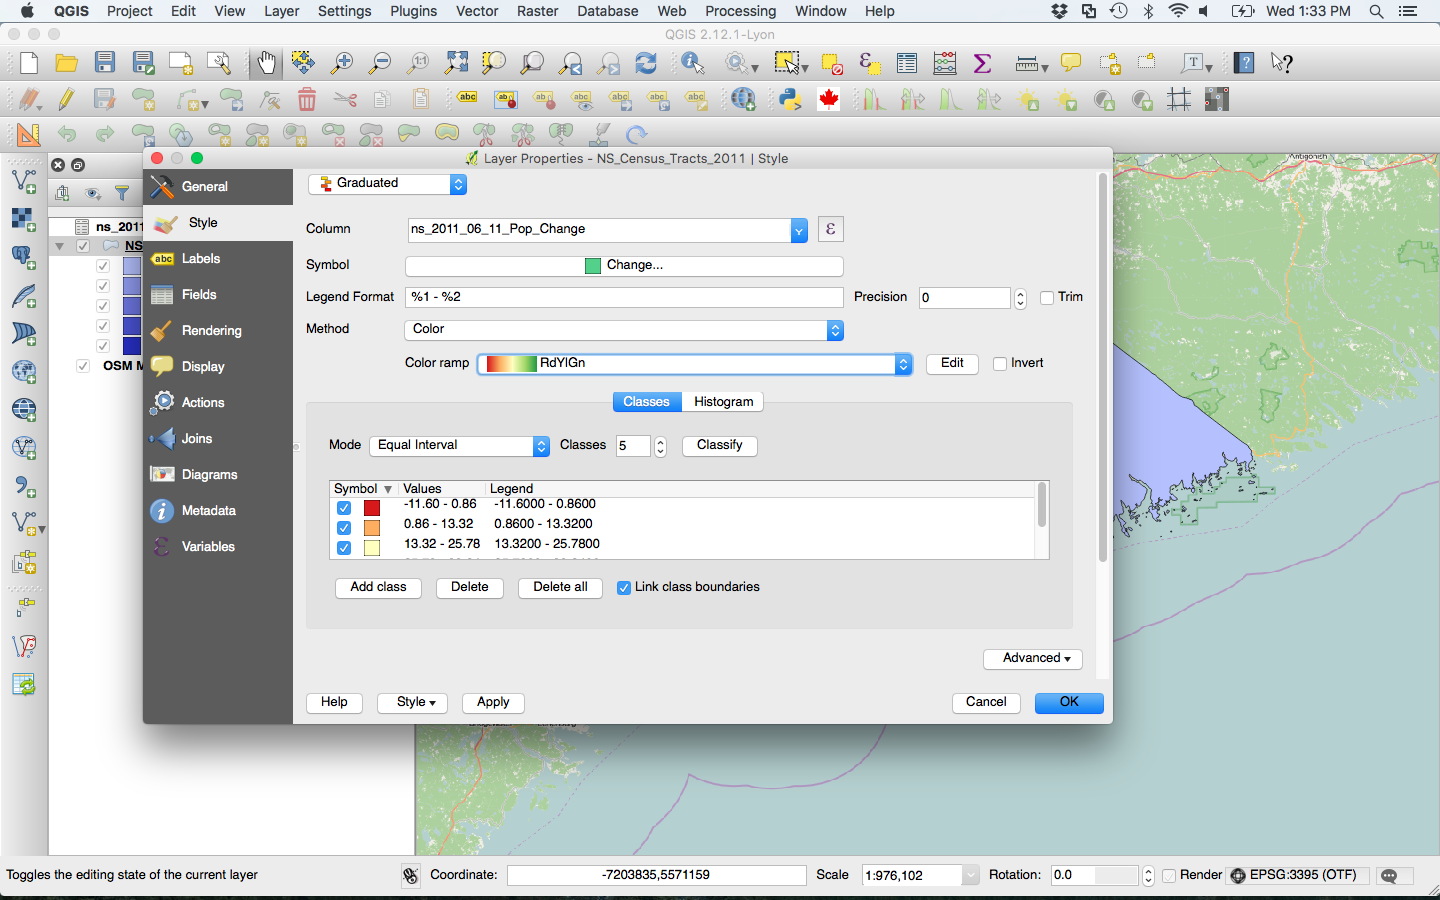 QGIS Project Edit View Layer Settings Plugins Vector Raster Database Web Processing Window Help Wed 1:33 PM
QGIS 2.12.1-Lyon
1:1
T
?
abc
Layer Properties - NS_Census_Tracts_2011 | Style
Antigonish
General
Graduated
ns_2011
Style
Column
ns_2011_06_11_Pop_Change
ε
NS
Labels
Symbol
Change...
Fields
Legend Format
%1 - %2
Precision
0
Trim
Rendering
Method
Color
OSM M
Display
Color ramp
RdYlGn
Edit
Invert
Actions
Classes
Histogram
Joins
Mode
Equal Interval
Classes
5
Classify
Diagrams
Symbol
Values
Legend
-11.60 - 0.86
-11.6000 - 0.8600
Metadata
0.86 - 13.32
0.8600 - 13.3200
Variables
13.32 - 25.78
13.3200 - 25.7800
Add class
Delete
Delete all
Link class boundaries
Advanced
Help
Style
Apply
Cancel
OK
Toggles the editing state of the current layer
Coordinate:
-7203835,5571159
Scale
1:976,102
Rotation:
0.0
Render
EPSG:3395 (OTF)